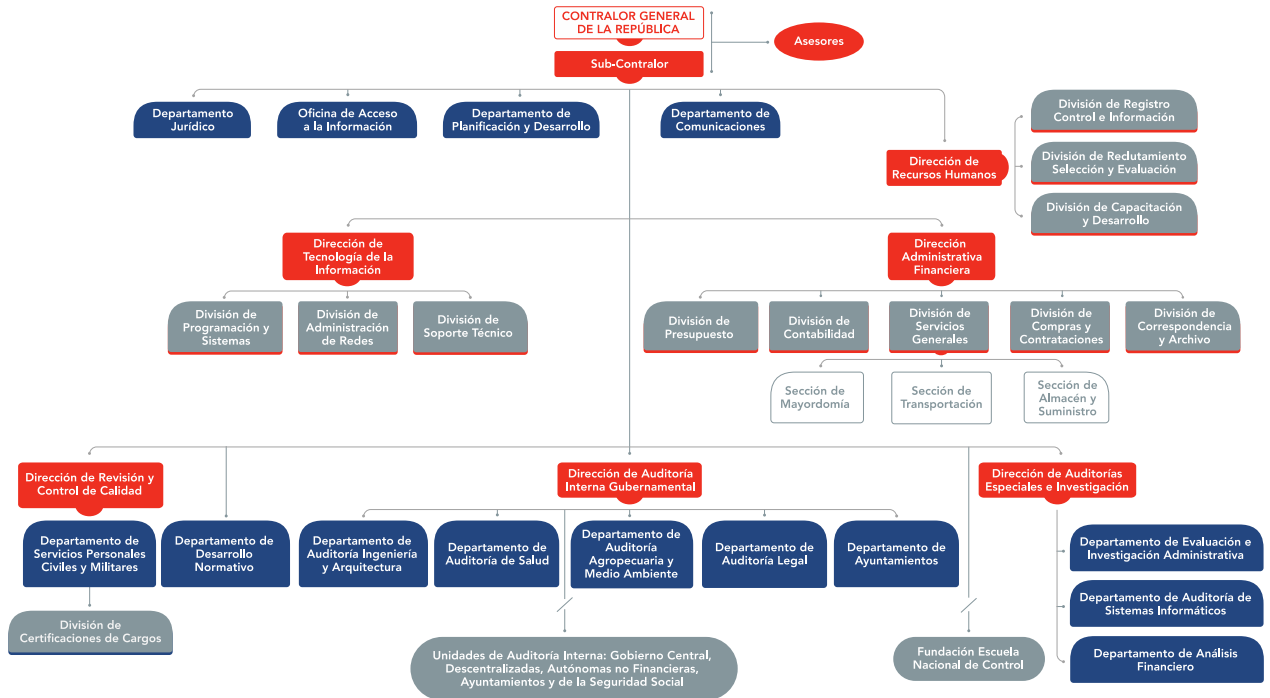 CONTRALOR GENERAL
DE LA REPÚBLICA
Asesores
Sub-Contralor
Departamento
Jurídico
Oficina de Acceso
a la Información
Departamento de
Planificación y Desarrollo
Departamento de
Comunicaciones
División de Registro
Control e Información
Dirección de
Recursos Humanos
División de Reclutamiento
Selección y Evaluación
División de Capacitación
y Desarrollo
Dirección de
Tecnología de la
Información
Dirección
Administrativa
Financiera
División de
Programación y
Sistemas
División de
Administración
de Redes
División de
Soporte Técnico
División de
Presupuesto
División de
Contabilidad
División de
Servicios
Generales
División de
Compras y
Contrataciones
División de
Correspondencia
y Archivo
Sección de
Mayordomía
Sección de
Transportación
Sección de
Almacén y
Suministro
Dirección de Revisión y
Control de Calidad
Dirección de Auditoría
Interna Gubernamental
Dirección de Auditorías
Especiales e Investigación
Departamento de
Servicios Personales
Civiles y Militares
Departamento de
Desarrollo
Normativo
Departamento de
Auditoría Ingeniería
y Arquitectura
Departamento de
Auditoría de Salud
Departamento de
Auditoría
Agropecuaria y
Medio Ambiente
Departamento de
Auditoría Legal
Departamento de
Ayuntamientos
Departamento de Evaluación e
Investigación Administrativa
Departamento de Auditoría de
Sistemas Informáticos
Departamento de Análisis
Financiero
División de
Certificaciones de Cargos
Unidades de Auditoría Interna: Gobierno Central,
Descentralizadas, Autónomas no Financieras,
Ayuntamientos y de la Seguridad Social
Fundación Escuela
Nacional de Control